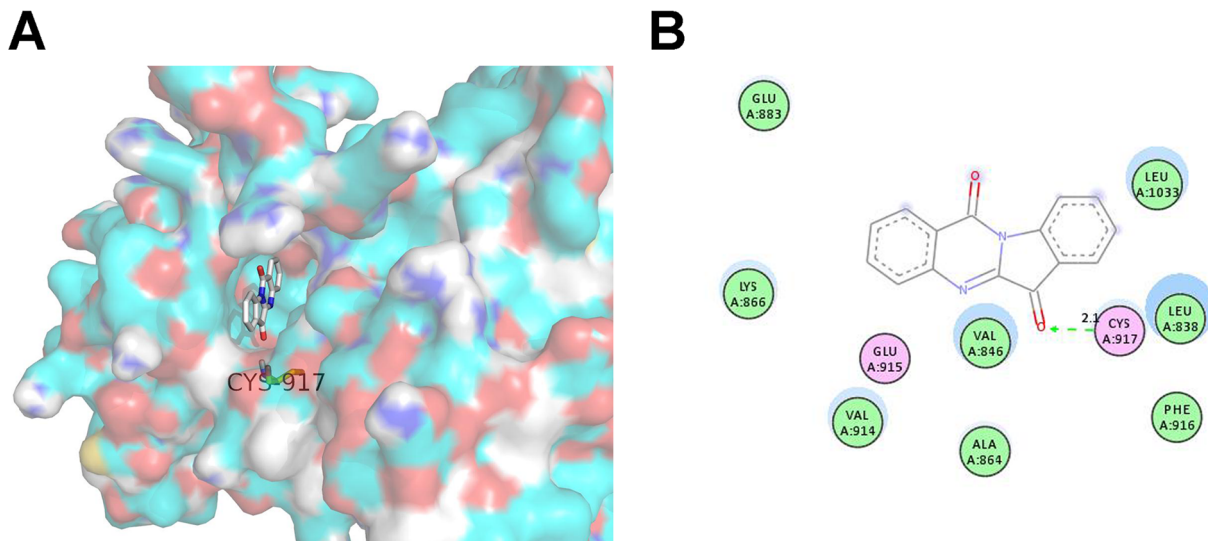 A
B
CYS-917
GLU
A:883
LEU
A:1033
O
N
N
O
LYS
A:866
2.1
CYS
A:917
LEU
A:838
VAL
A:846
GLU
A:915
VAL
A:914
PHE
A:916
ALA
A:864